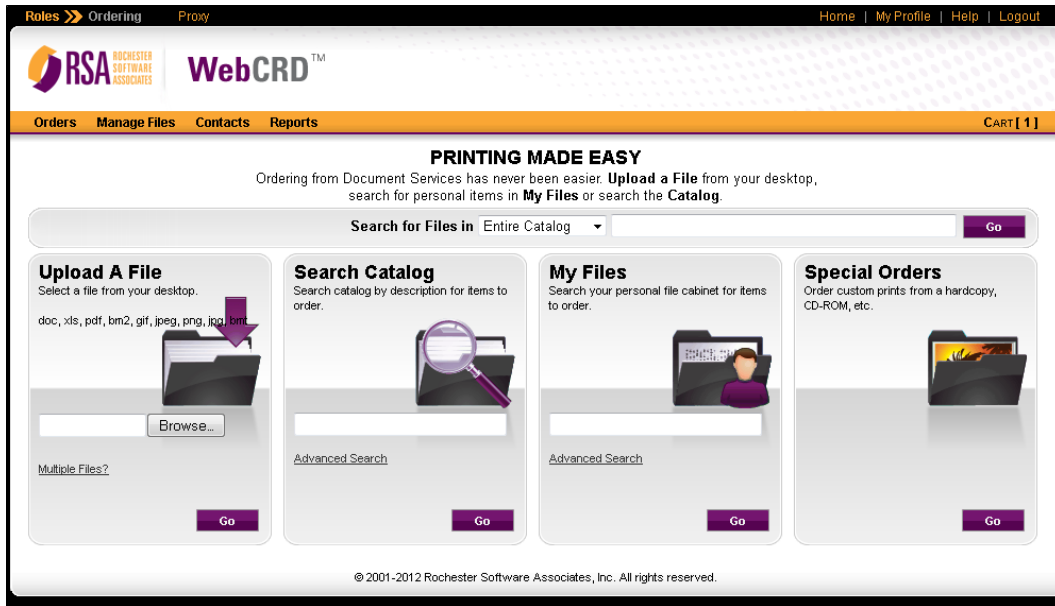 Roles Ordering Proxy Home | My Profile | Help | Logout
RSA ROCHESTER SOFTWARE ASSOCIATES WebCRD™
Orders Manage Files Contacts Reports CART[ 1 ]
PRINTING MADE EASY
Ordering from Document Services has never been easier. Upload a File from your desktop,
search for personal items in My Files or search the Catalog.
Search for Files in Entire Catalog Go
Upload A File
Select a file from your desktop.
doc, xls, pdf, bm2, gif, jpeg, png, jpg, bmt
Browse...
Multiple Files?
Go
Search Catalog
Search catalog by description for items to
order.
Advanced Search
Go
My Files
Search your personal file cabinet for items
to order.
Advanced Search
Go
Special Orders
Order custom prints from a hardcopy,
CD-ROM, etc.
Go
© 2001-2012 Rochester Software Associates, Inc. All rights reserved.